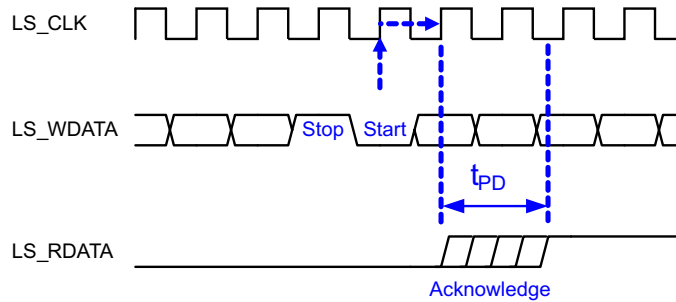 LS_CLK
LS_WDATA
Stop
Start
tPD
LS_RDATA
Acknowledge